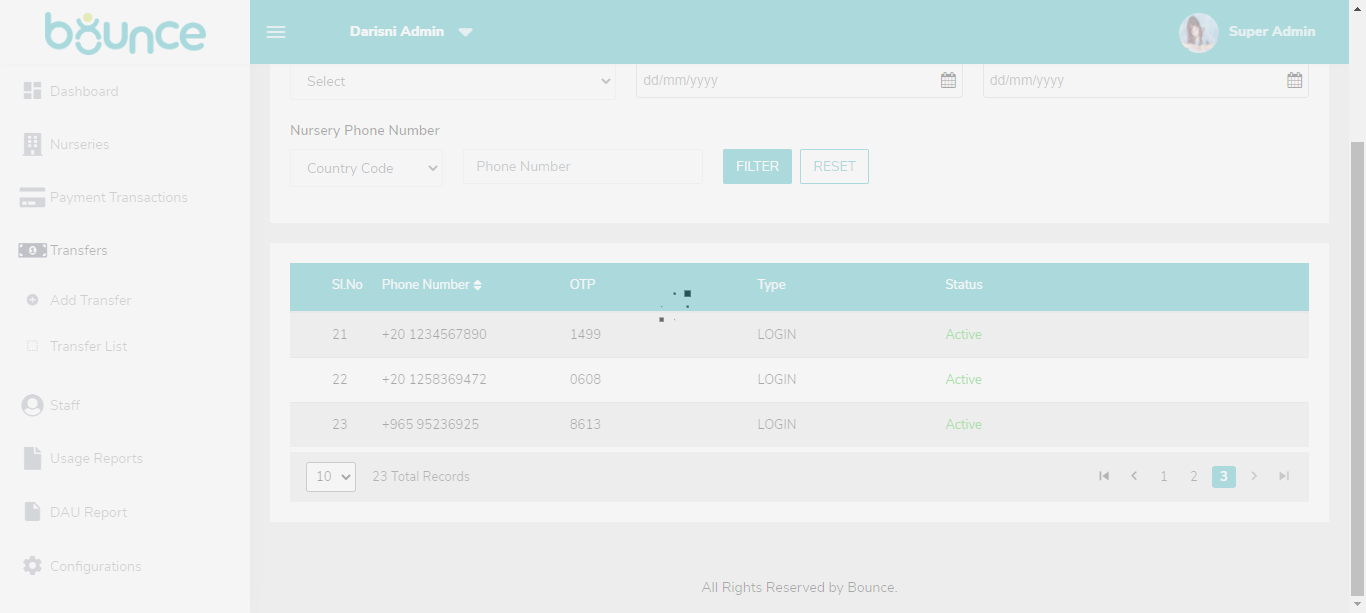 bounce
Darisni Admin
Super Admin
Dashboard
Nurseries
Payment Transactions
Transfers
Add Transfer
Transfer List
Staff
Usage Reports
DAU Report
Configurations
Select
dd/mm/yyyy
dd/mm/yyyy
Nursery Phone Number
Country Code
Phone Number
FILTER
RESET
Sl.No Phone Number OTP Type Status
21 +20 1234567890 1499 LOGIN Active
22 +20 1258369472 0608 LOGIN Active
23 +965 95236925 8613 LOGIN Active
10 23 Total Records 1 2 3
All Rights Reserved by Bounce.